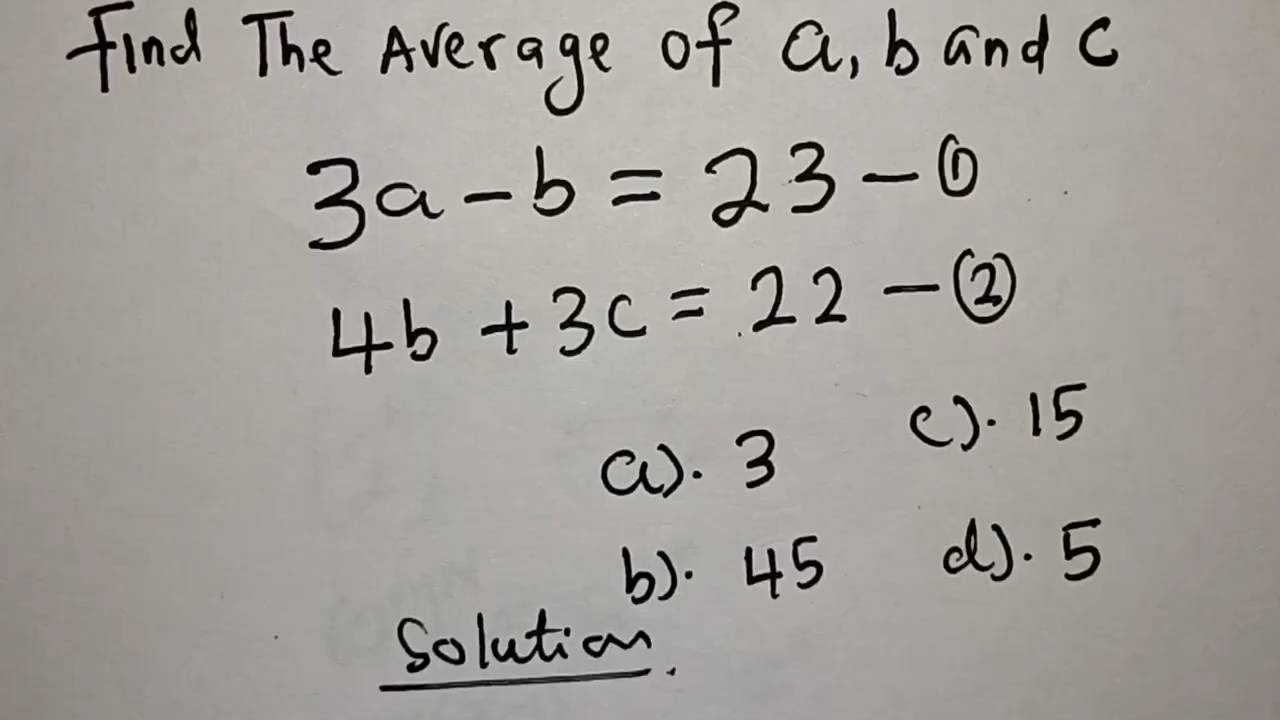 Find The Average of a, b and c
3a - b = 23 - ①
4b + 3c = 22 - ②
a). 3
c). 15
b). 45
d). 5
Solution.